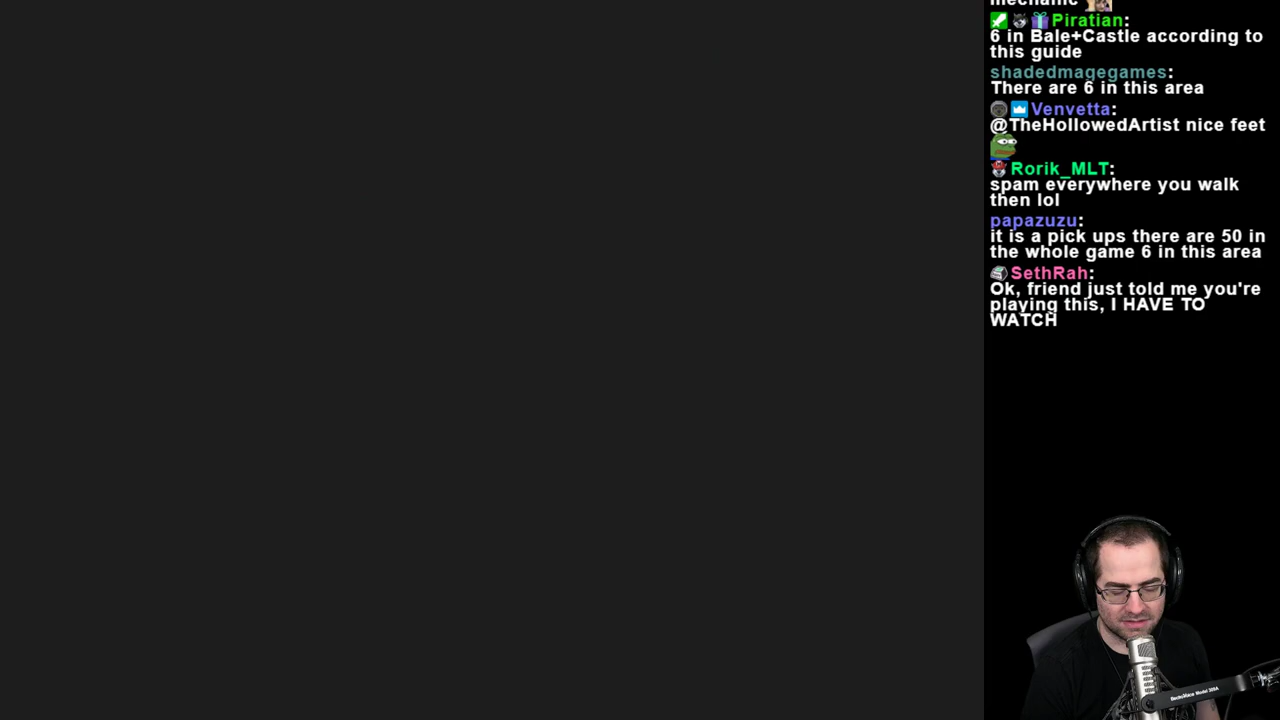 mechanic
Piratian:
6 in Bale+Castle according to
this guide
shadedmagegames:
There are 6 in this area
Venvetta:
@TheHollowedArtist nice feet
Rorik_MLT:
spam everywhere you walk
then lol
papazuzu:
it is a pick ups there are 50 in
the whole game 6 in this area
SethRah:
Ok, friend just told me you're
playing this, I HAVE TO
WATCH